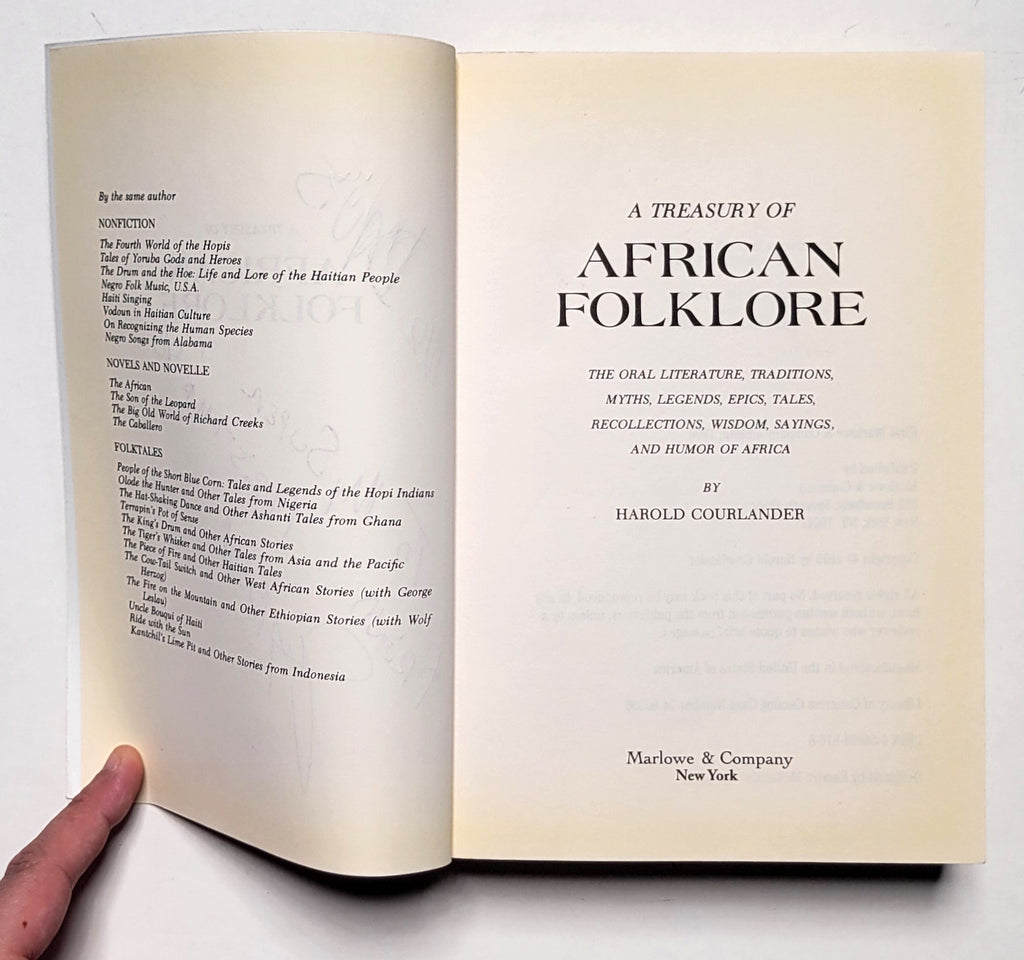 By the same author
NONFICTION
The Fourth World of the Hopis
Tales of Yoruba Gods and Heroes
The Drum and the Hoe: Life and Lore of the Haitian People
Negro Folk Music, U.S.A.
Haiti Singing
Vodoun in Haitian Culture
On Recognizing the Human Species
Negro Songs from Alabama
NOVELS AND NOVELLE
The African
The Son of the Leopard
The Big Old World of Richard Creeks
The Caballero
FOLKTALES
People of the Short Blue Corn: Tales and Legends of the Hopi Indians
Olode the Hunter and Other Tales from Nigeria
The Hat-Shaking Dance and Other Ashanti Tales from Ghana
Terrapin's Pot of Sense
The King's Drum and Other African Stories
The Tiger's Whisker and Other Tales from Asia and the Pacific
The Piece of Fire and Other Haitian Tales
The Cow-Tail Switch and Other West African Stories (with George
Herzog)
The Fire on the Mountain and Other Ethiopian Stories (with Wolf
Leslau)
Uncle Bouqui of Haiti
Ride with the Sun
Kantchil's Lime Pit and Other Stories from Indonesia
A TREASURY OF
AFRICAN
FOLKLORE
THE ORAL LITERATURE, TRADITIONS,
MYTHS, LEGENDS, EPICS, TALES,
RECOLLECTIONS, WISDOM, SAYINGS,
AND HUMOR OF AFRICA
BY
HAROLD COURLANDER
Marlowe & Company
New York